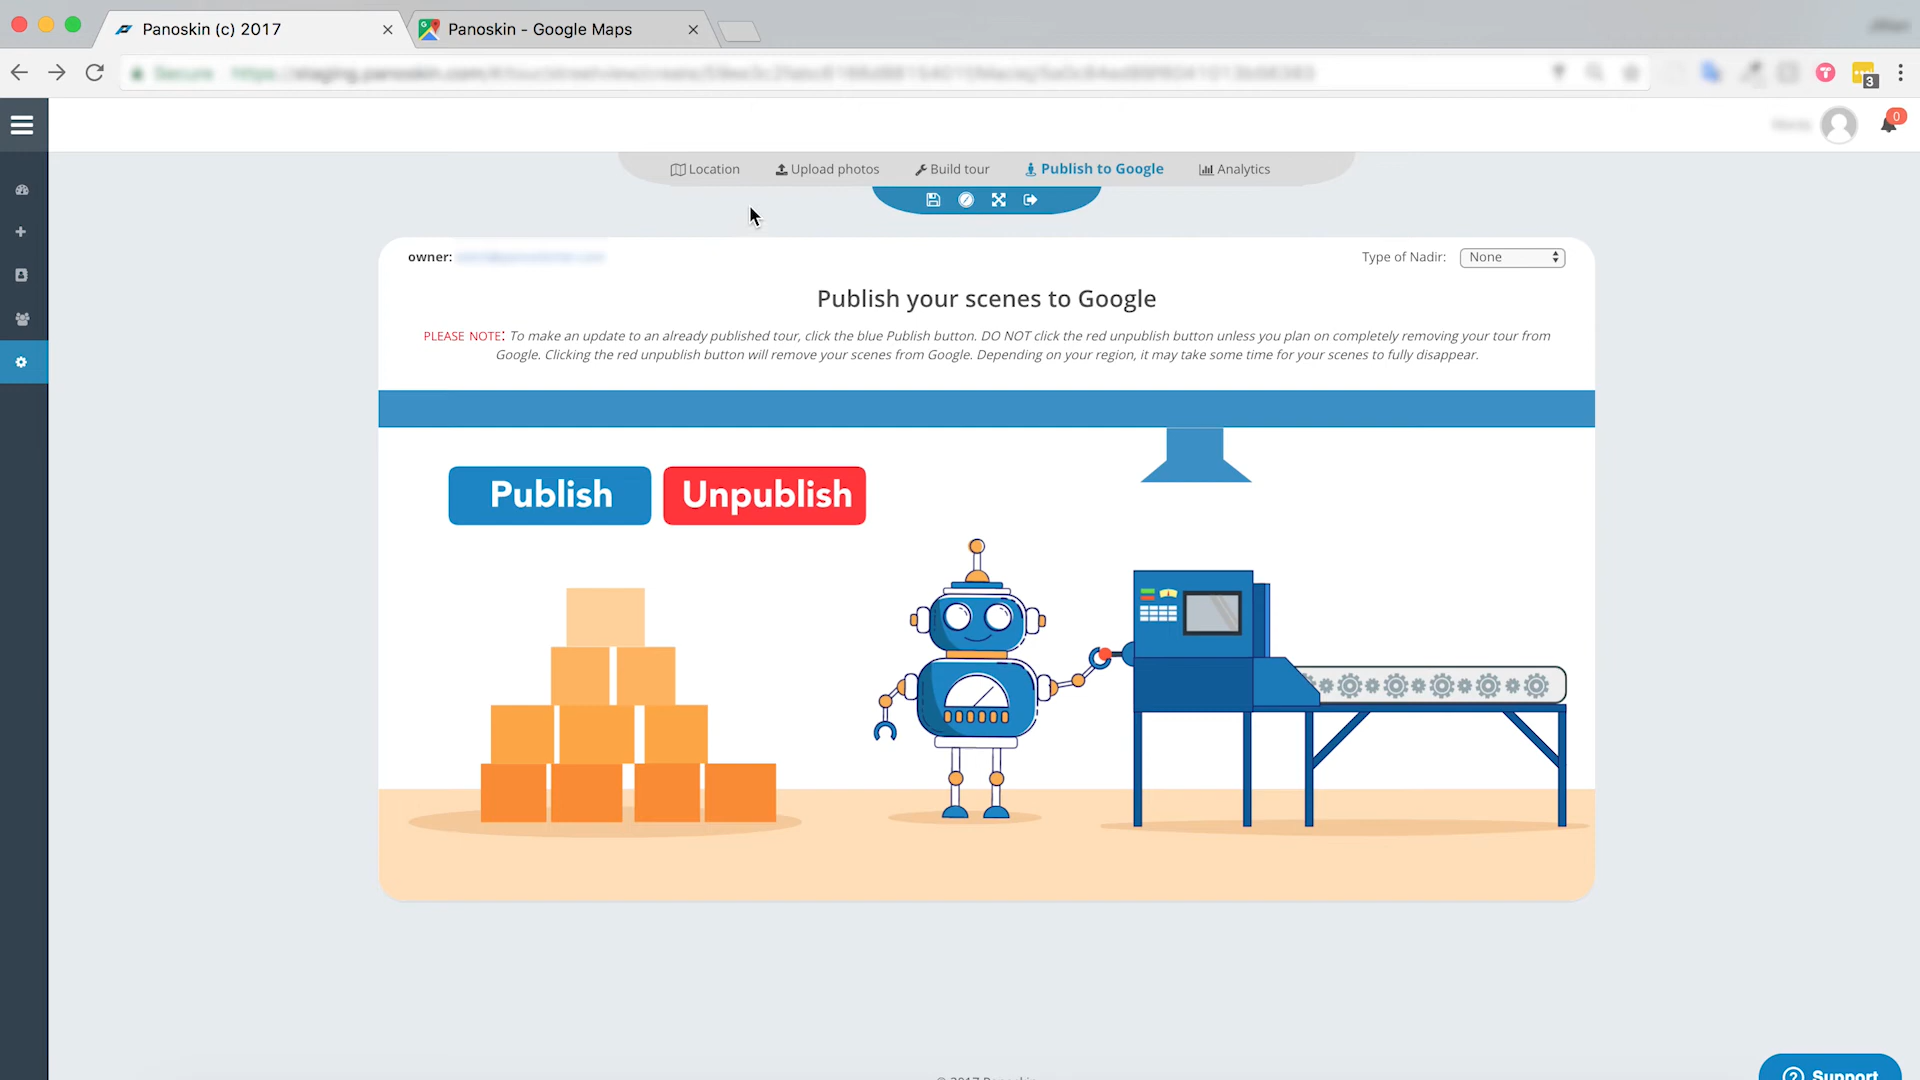 Panoskin (c) 2017
Panoskin - Google Maps
Secure
3
0
Location
Upload photos
Build tour
Publish to Google
Analytics
owner:
Type of Nadir:
None
Publish your scenes to Google
PLEASE NOTE: To make an update to an already published tour, click the blue Publish button. DO NOT click the red unpublish button unless you plan on completely removing your tour from
Google. Clicking the red unpublish button will remove your scenes from Google. Depending on your region, it may take some time for your scenes to fully disappear.
Publish
Unpublish
Support